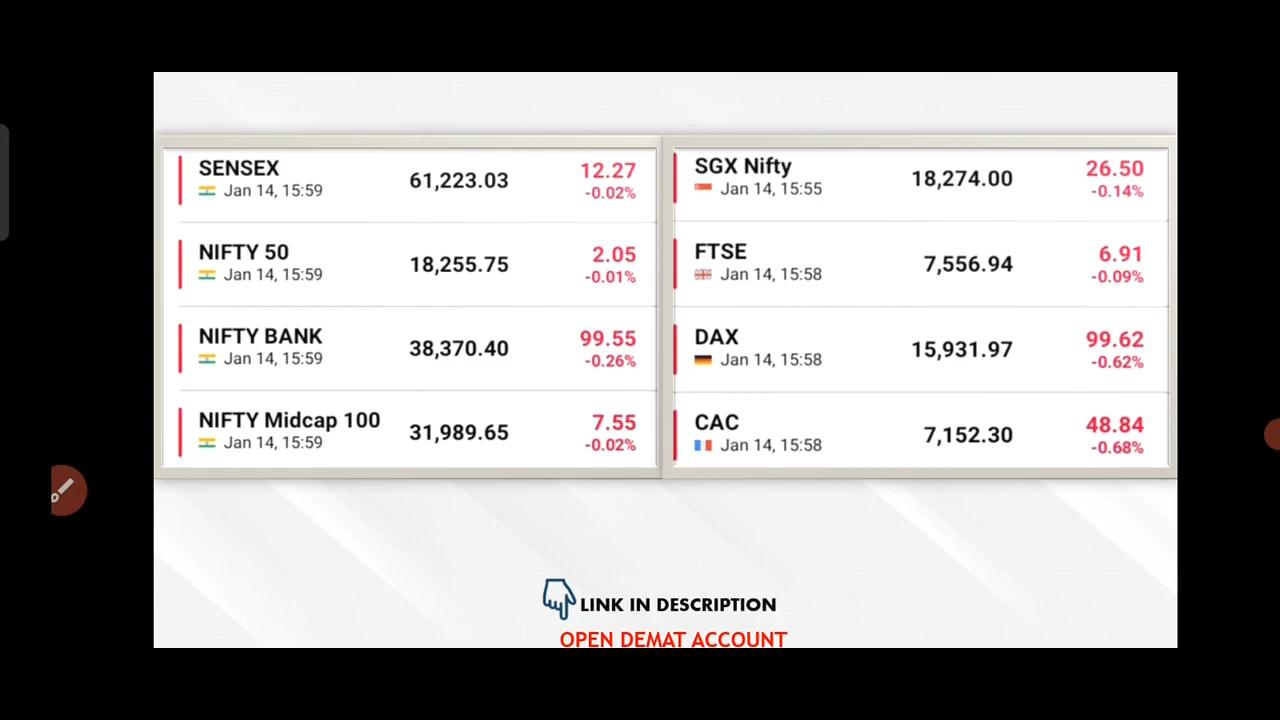 SENSEX
Jan 14, 15:59
61,223.03
12.27
-0.02%
NIFTY 50
Jan 14, 15:59
18,255.75
2.05
-0.01%
NIFTY BANK
Jan 14, 15:59
38,370.40
99.55
-0.26%
NIFTY Midcap 100
Jan 14, 15:59
31,989.65
7.55
-0.02%
SGX Nifty
Jan 14, 15:55
18,274.00
26.50
-0.14%
FTSE
Jan 14, 15:58
7,556.94
6.91
-0.09%
DAX
Jan 14, 15:58
15,931.97
99.62
-0.62%
CAC
Jan 14, 15:58
7,152.30
48.84
-0.68%
LINK IN DESCRIPTION
OPEN DEMAT ACCOUNT